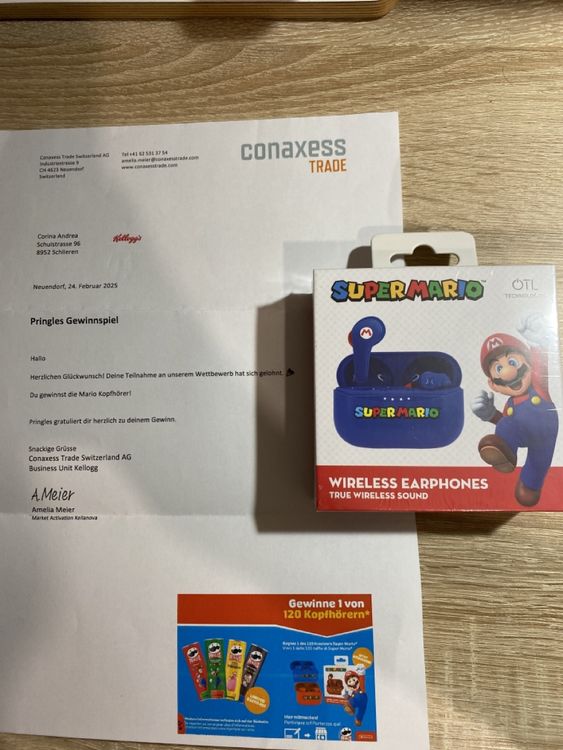 Conaxess Trade Switzerland AG
Industriestrasse 9
CH 4623 Neuendorf
Switzerland
Tel +41 62 531 37 54
amelia.meier@conaxesstrade.com
www.conaxesstrade.com
conaxess
TRADE
Corina Andrea
Schulstrasse 96
8952 Schlieren
Kellogg's
Neuendorf, 24. Februar 2025
Pringles Gewinnspiel
Hallo
Herzlichen Glückwunsch! Deine Teilnahme an unserem Wettbewerb hat sich gelohnt.
Du gewinnst die Mario Kopfhörer!
Pringles gratuliert dir herzlich zu deinem Gewinn.
Snackige Grüsse
Conaxess Trade Switzerland AG
Business Unit Kellogg
A.Meier
Amelia Meier
Market Activation Kellanova
SUPER MARIO™
OTL
TECHNOLOGIES
M
SUPER MARIO
WIRELESS EARPHONES
TRUE WIRELESS SOUND
Gewinne 1 von
120 Kopfhörern*
Hier mitmachen!